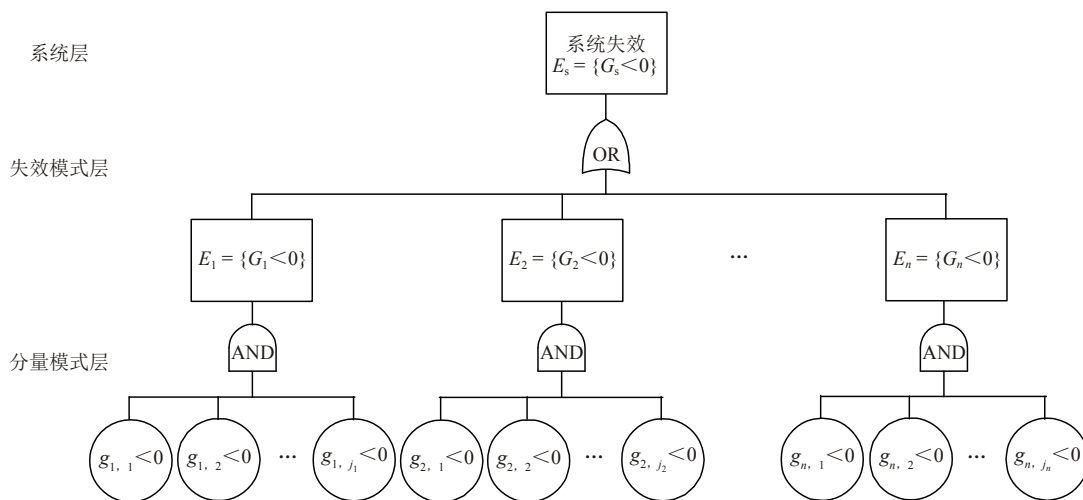 系统层
系统失效
E_s = {G_s<0}
OR
失效模式层
E_1 = {G_1<0}
E_2 = {G_2<0}
...
E_n = {G_n<0}
分量模式层
AND
AND
AND
g_{1, 1}<0
g_{1, 2}<0
...
g_{1, j_1}<0
g_{2, 1}<0
g_{2, 2}<0
...
g_{2, j_2}<0
g_{n, 1}<0
g_{n, 2}<0
...
g_{n, j_n}<0